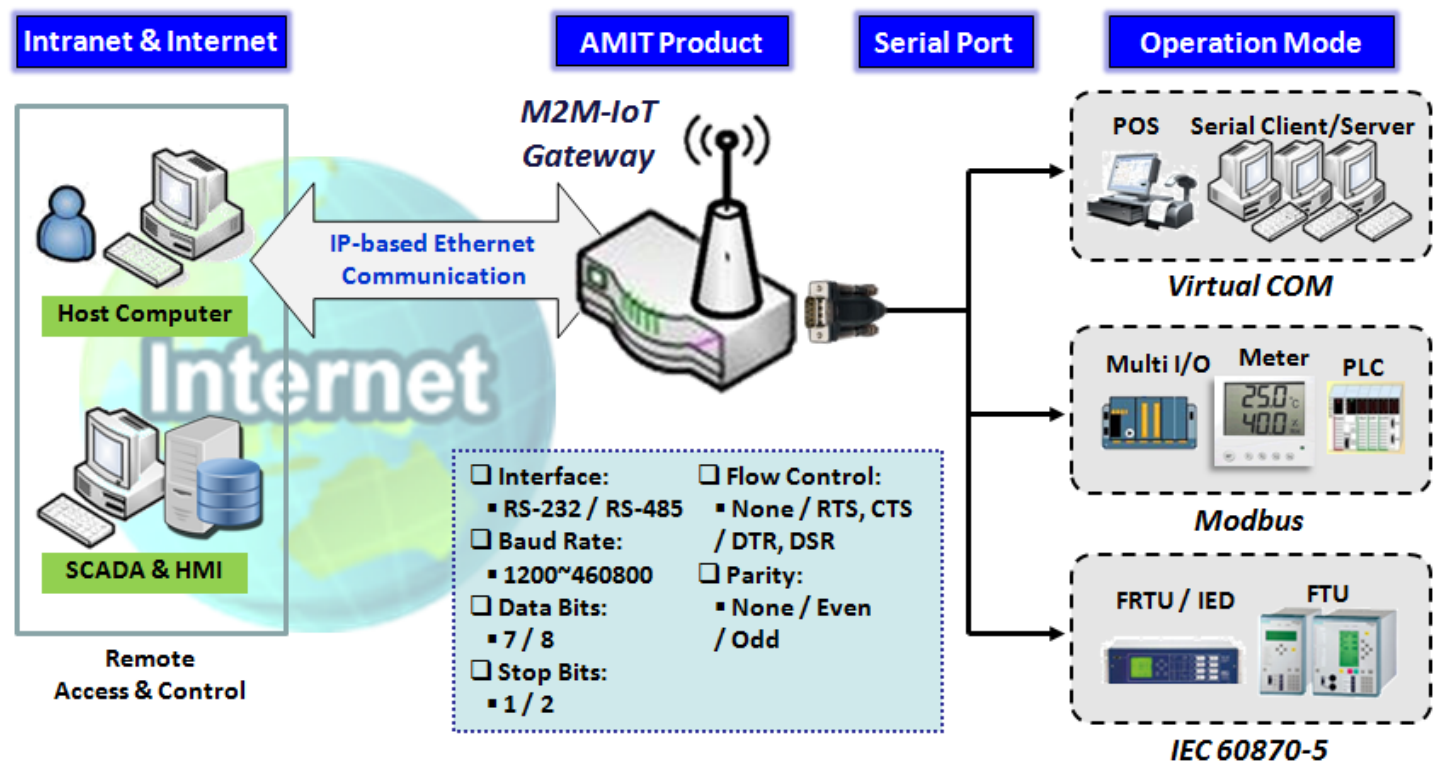 Intranet & Internet
AMIT Product
Serial Port
Operation Mode
M2M-IoT
Gateway
IP-based Ethernet
Communication
Host Computer
Internet
SCADA & HMI
Remote
Access & Control
❑ Interface:
▪ RS-232 / RS-485
❑ Baud Rate:
▪ 1200~460800
❑ Data Bits:
▪ 7 / 8
❑ Stop Bits:
▪ 1 / 2
❑ Flow Control:
▪ None / RTS, CTS
/ DTR, DSR
❑ Parity:
▪ None / Even
/ Odd
POS
Serial Client/Server
Virtual COM
Multi I/O
Meter
PLC
25.0 °C
40.0 %
Modbus
FRTU / IED
FTU
IEC 60870-5